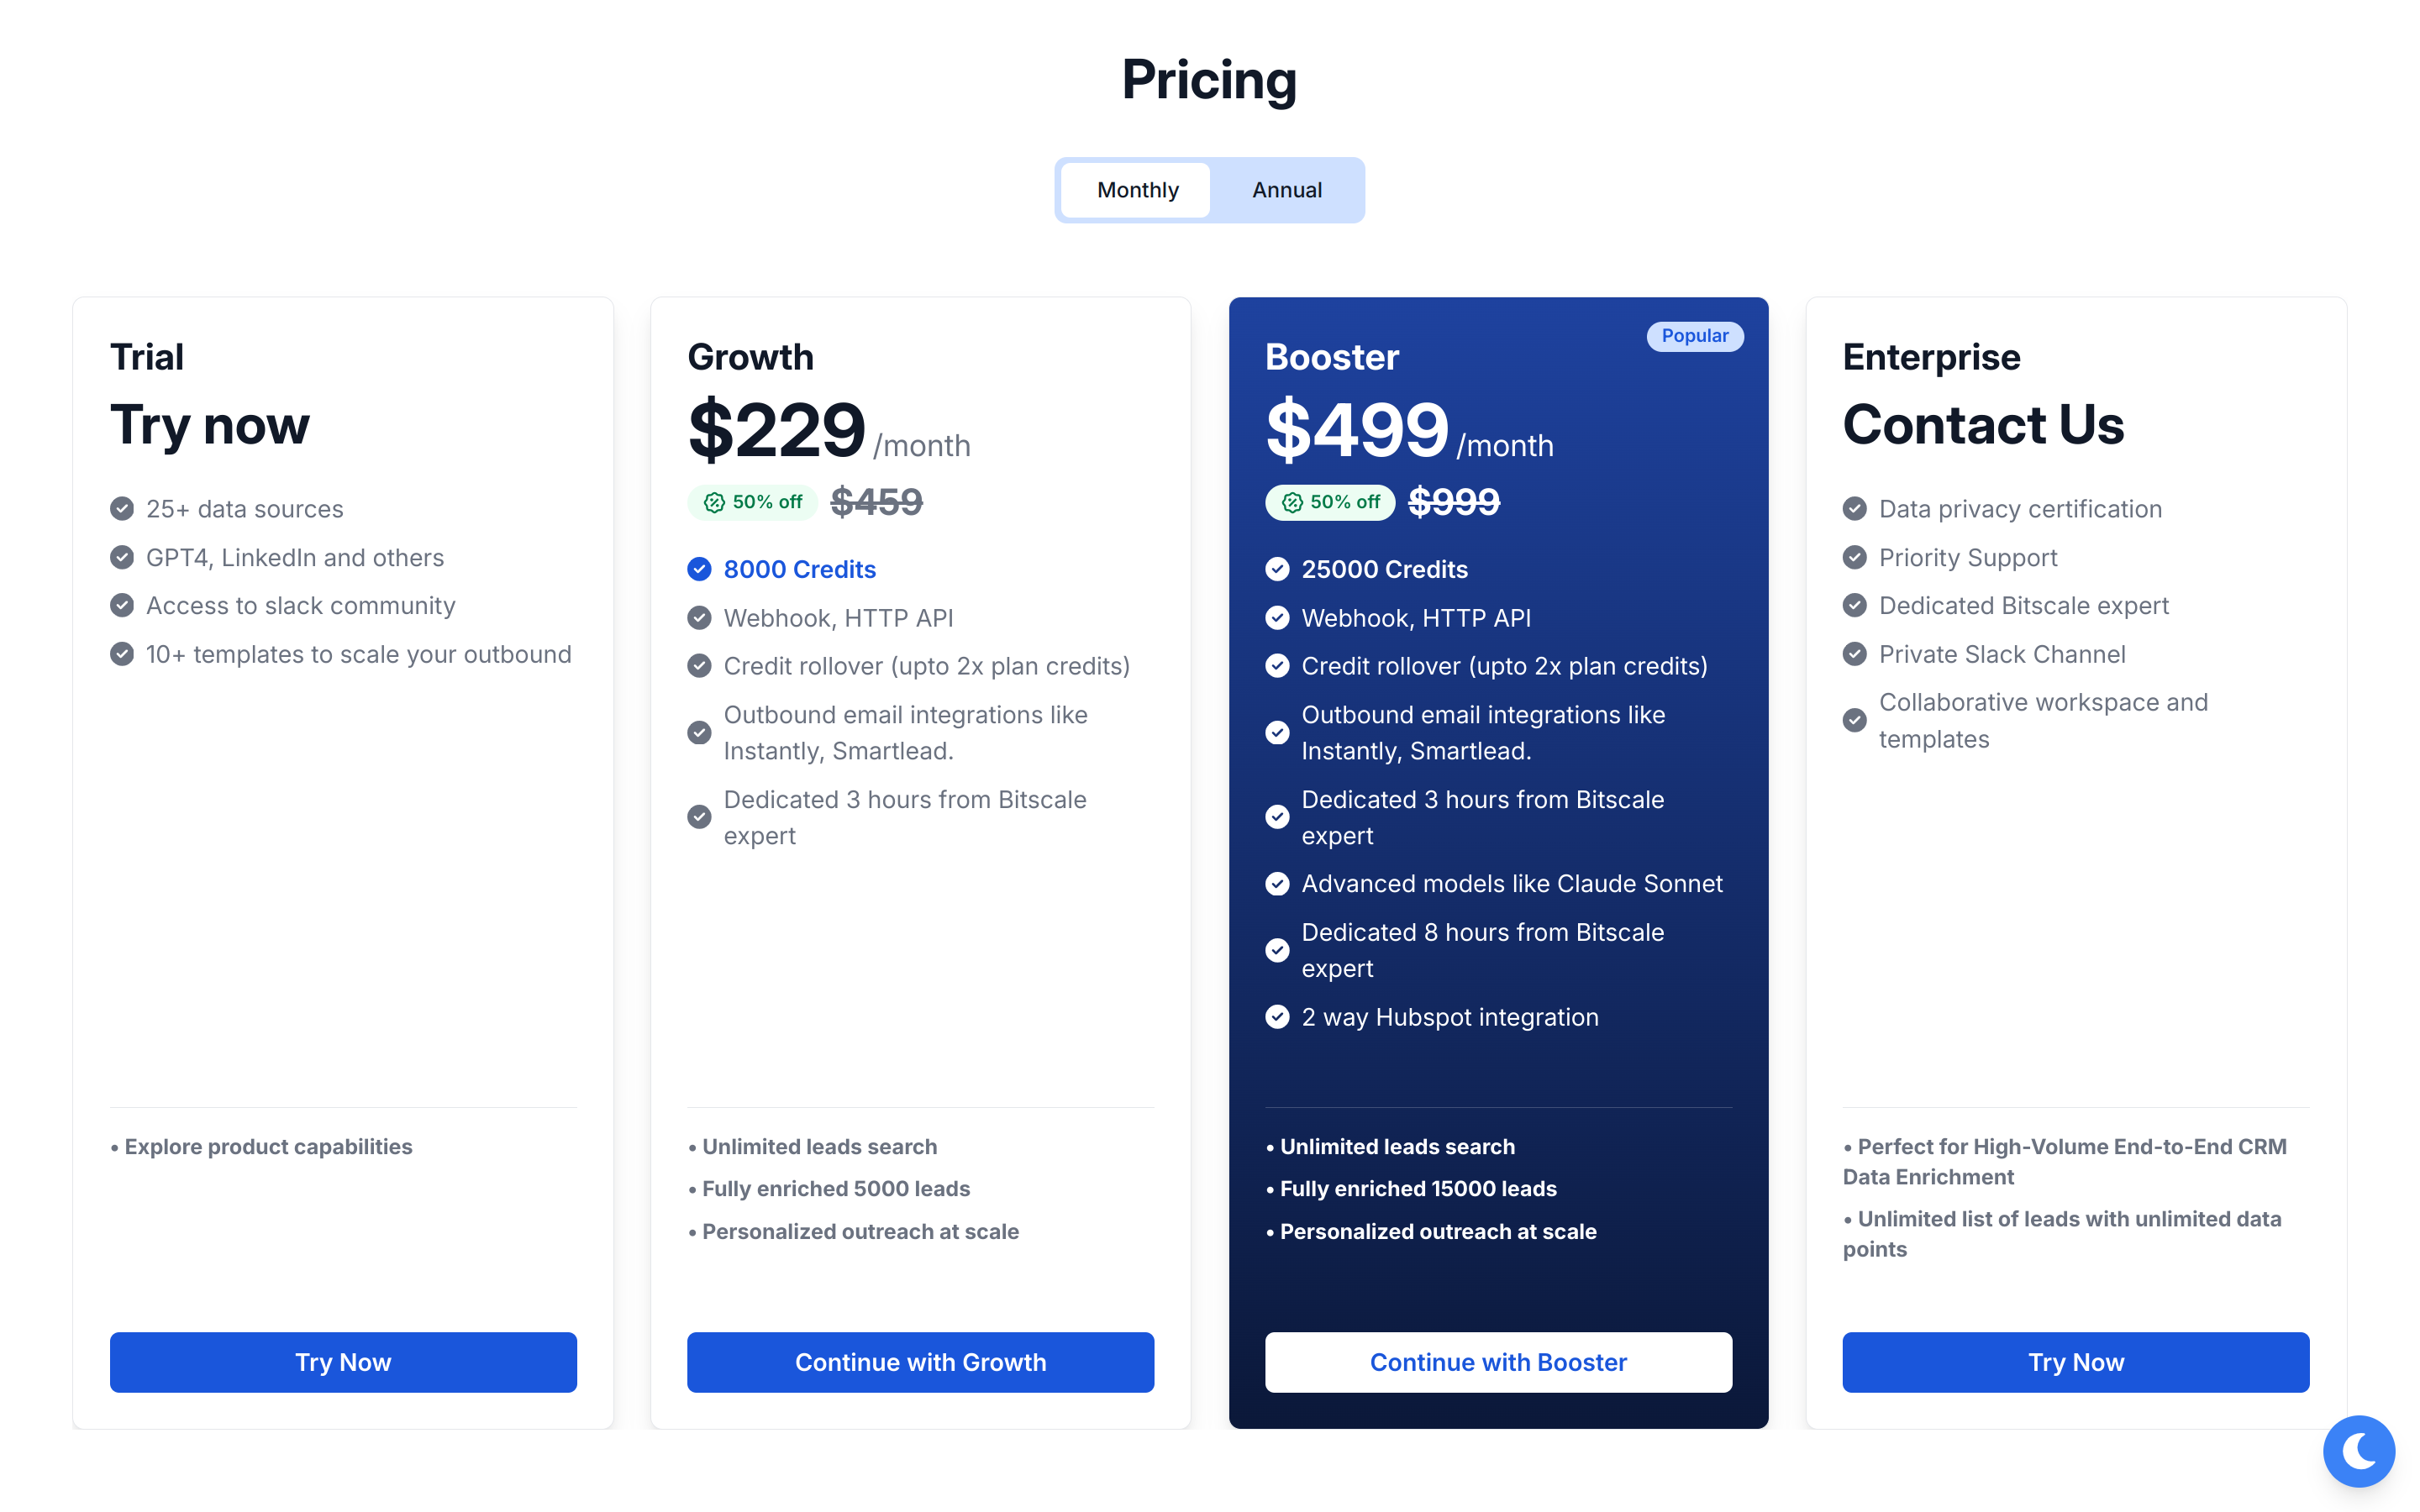 Pricing
Monthly
Annual
Trial
Try now
25+ data sources
GPT4, LinkedIn and others
Access to slack community
10+ templates to scale your outbound
• Explore product capabilities
Try Now
Growth
$229 /month
50% off $459
8000 Credits
Webhook, HTTP API
Credit rollover (upto 2x plan credits)
Outbound email integrations like
Instantly, Smartlead.
Dedicated 3 hours from Bitscale
expert
• Unlimited leads search
• Fully enriched 5000 leads
• Personalized outreach at scale
Continue with Growth
Popular
Booster
$499 /month
50% off $999
25000 Credits
Webhook, HTTP API
Credit rollover (upto 2x plan credits)
Outbound email integrations like
Instantly, Smartlead.
Dedicated 3 hours from Bitscale
expert
Advanced models like Claude Sonnet
Dedicated 8 hours from Bitscale
expert
2 way Hubspot integration
• Unlimited leads search
• Fully enriched 15000 leads
• Personalized outreach at scale
Continue with Booster
Enterprise
Contact Us
Data privacy certification
Priority Support
Dedicated Bitscale expert
Private Slack Channel
Collaborative workspace and
templates
• Perfect for High-Volume End-to-End CRM
Data Enrichment
• Unlimited list of leads with unlimited data
points
Try Now